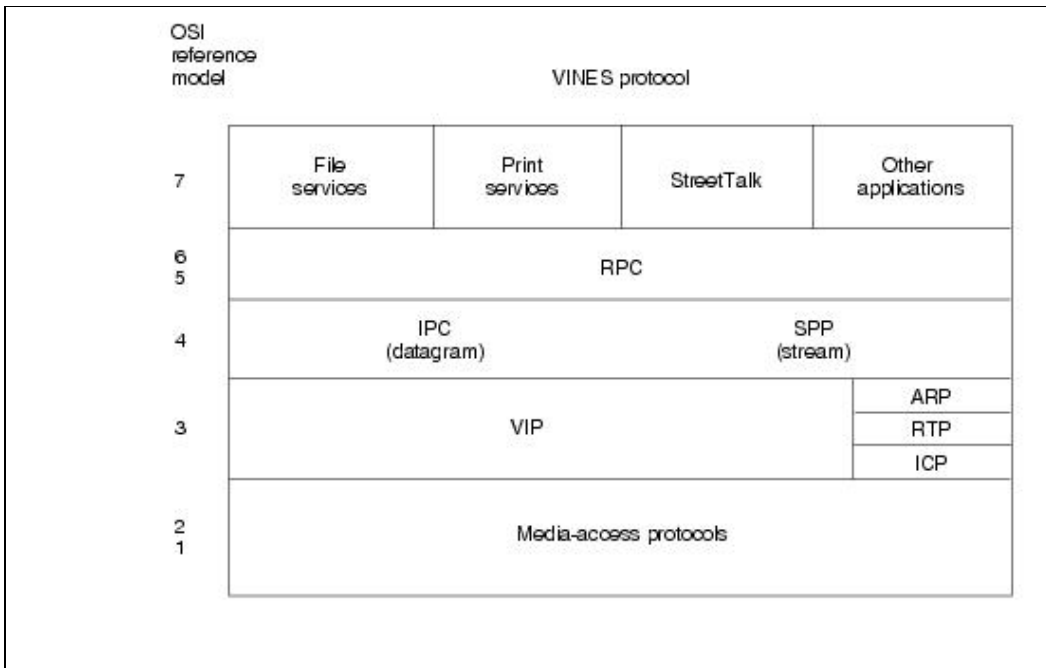 OSI
reference
model
VINES protocol
7
File
services
Print
services
StreetTalk
Other
applications
6
5
RPC
4
IPC
(datagram)
SPP
(stream)
3
VIP
ARP
RTP
ICP
2
1
Media-access protocols